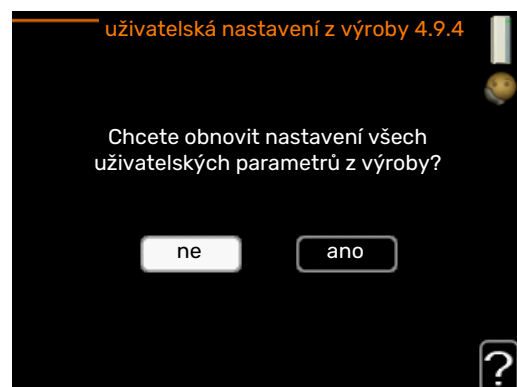 uživatelská nastavení z výroby 4.9.4
Chcete obnovit nastavení všech
uživatelských parametrů z výroby?
ne
ano
?